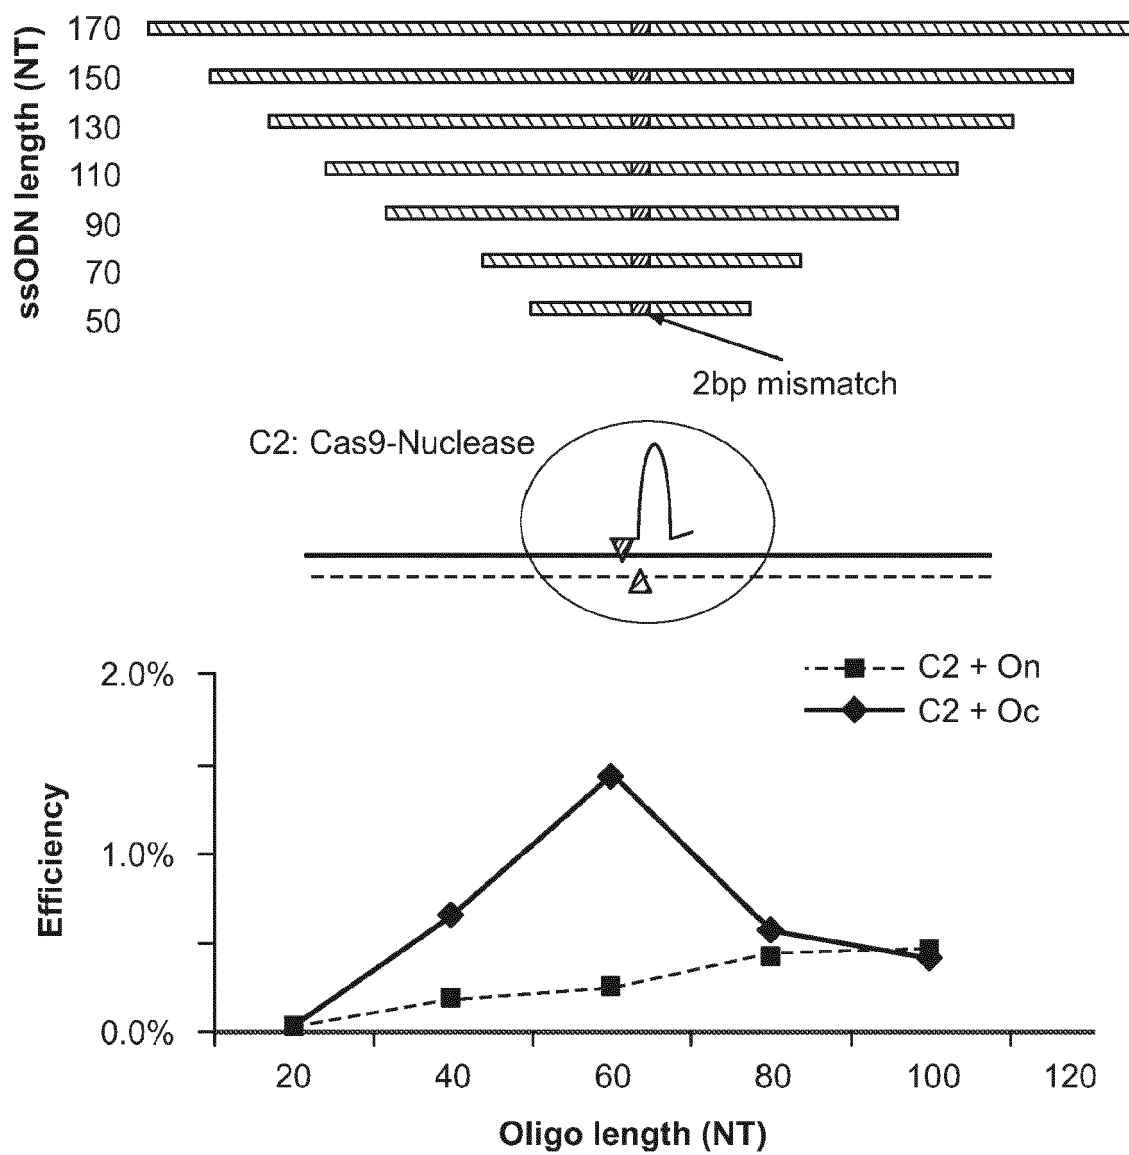 ssODN length (NT)
170
150
130
110
90
70
50
2bp mismatch
C2: Cas9-Nuclease
C2 + On
C2 + Oc
Efficiency
2.0%
1.0%
0.0%
20 40 60 80 100 120
Oligo length (NT)